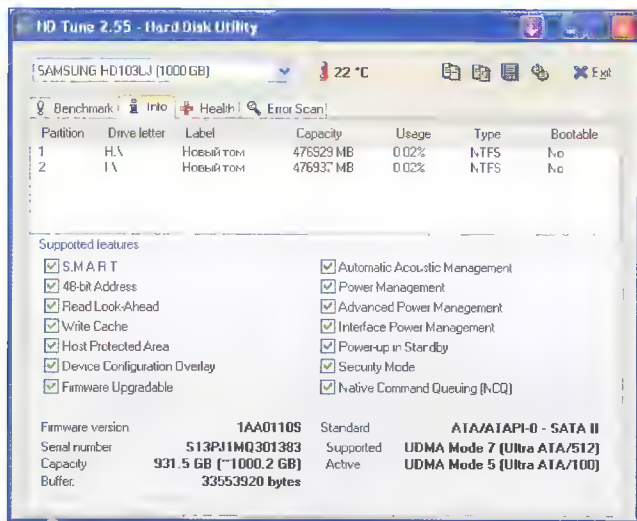 HD Tune 2.55 - Hard Disk Utility
SAMSUNG HD103LJ (1000 GB) 22 °C Exit
Benchmark Info Health Error Scan
Partition Drive letter Label Capacity Usage Type Bootable
1 H:\ Новый том 476929 MB 0.02% NTFS No
2 I:\ Новый том 476937 MB 0.02% NTFS No
Supported features
S.M.A.R.T Automatic Acoustic Management
48-bit Address Power Management
Read Look-Ahead Advanced Power Management
Write Cache Interface Power Management
Host Protected Area Power-up in Standby
Device Configuration Overlay Security Mode
Firmware Upgradable Native Command Queuing (NCQ)
Firmware version 1AA0110S Standard ATA/ATAPI-0 - SATA II
Serial number S13PJ1MQ301383 Supported UDMA Mode 7 (Ultra ATA/512)
Capacity 931.5 GB (~1000.2 GB) Active UDMA Mode 5 (Ultra ATA/100)
Buffer: 33553920 bytes